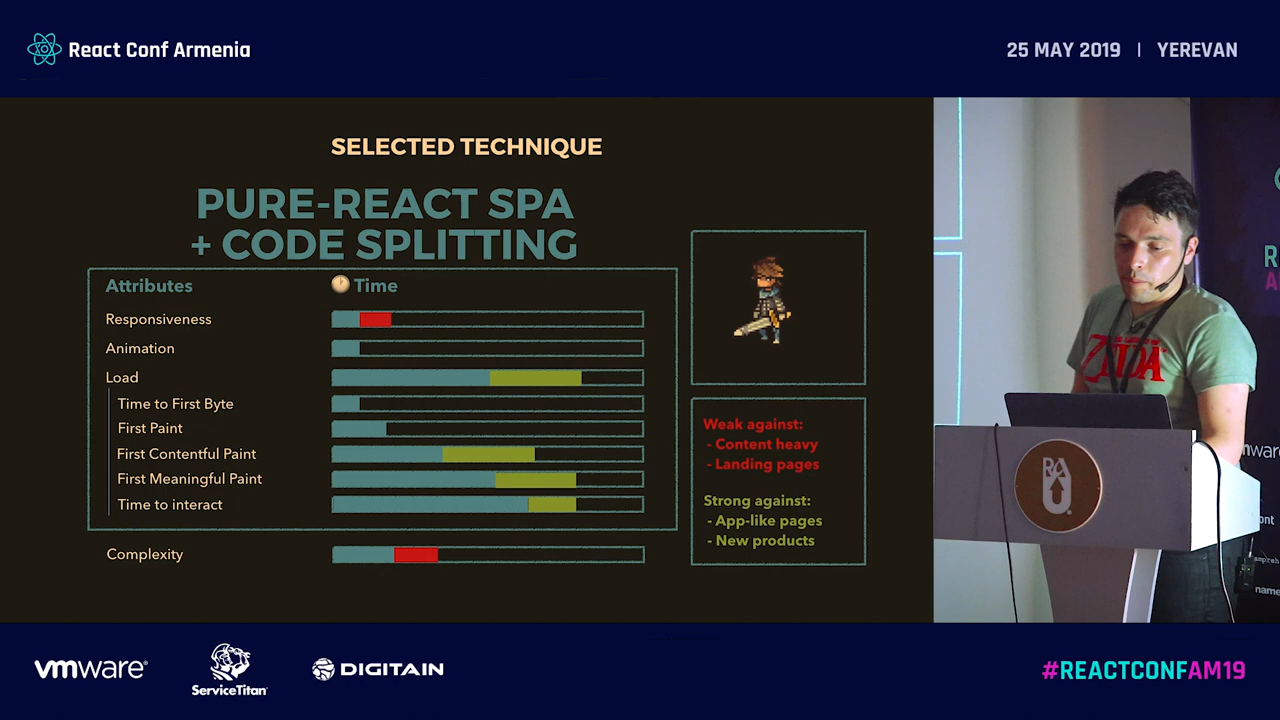 React Conf Armenia
25 MAY 2019 | YEREVAN
SELECTED TECHNIQUE
PURE-REACT SPA
+ CODE SPLITTING
Attributes
Time
Responsiveness
Animation
Load
Time to First Byte
First Paint
First Contentful Paint
First Meaningful Paint
Time to interact
Complexity
Weak against:
- Content heavy
- Landing pages
Strong against:
- App-like pages
- New products
ZELDA
vmware
ServiceTitan
DIGITAIN
#REACTCONFAM19